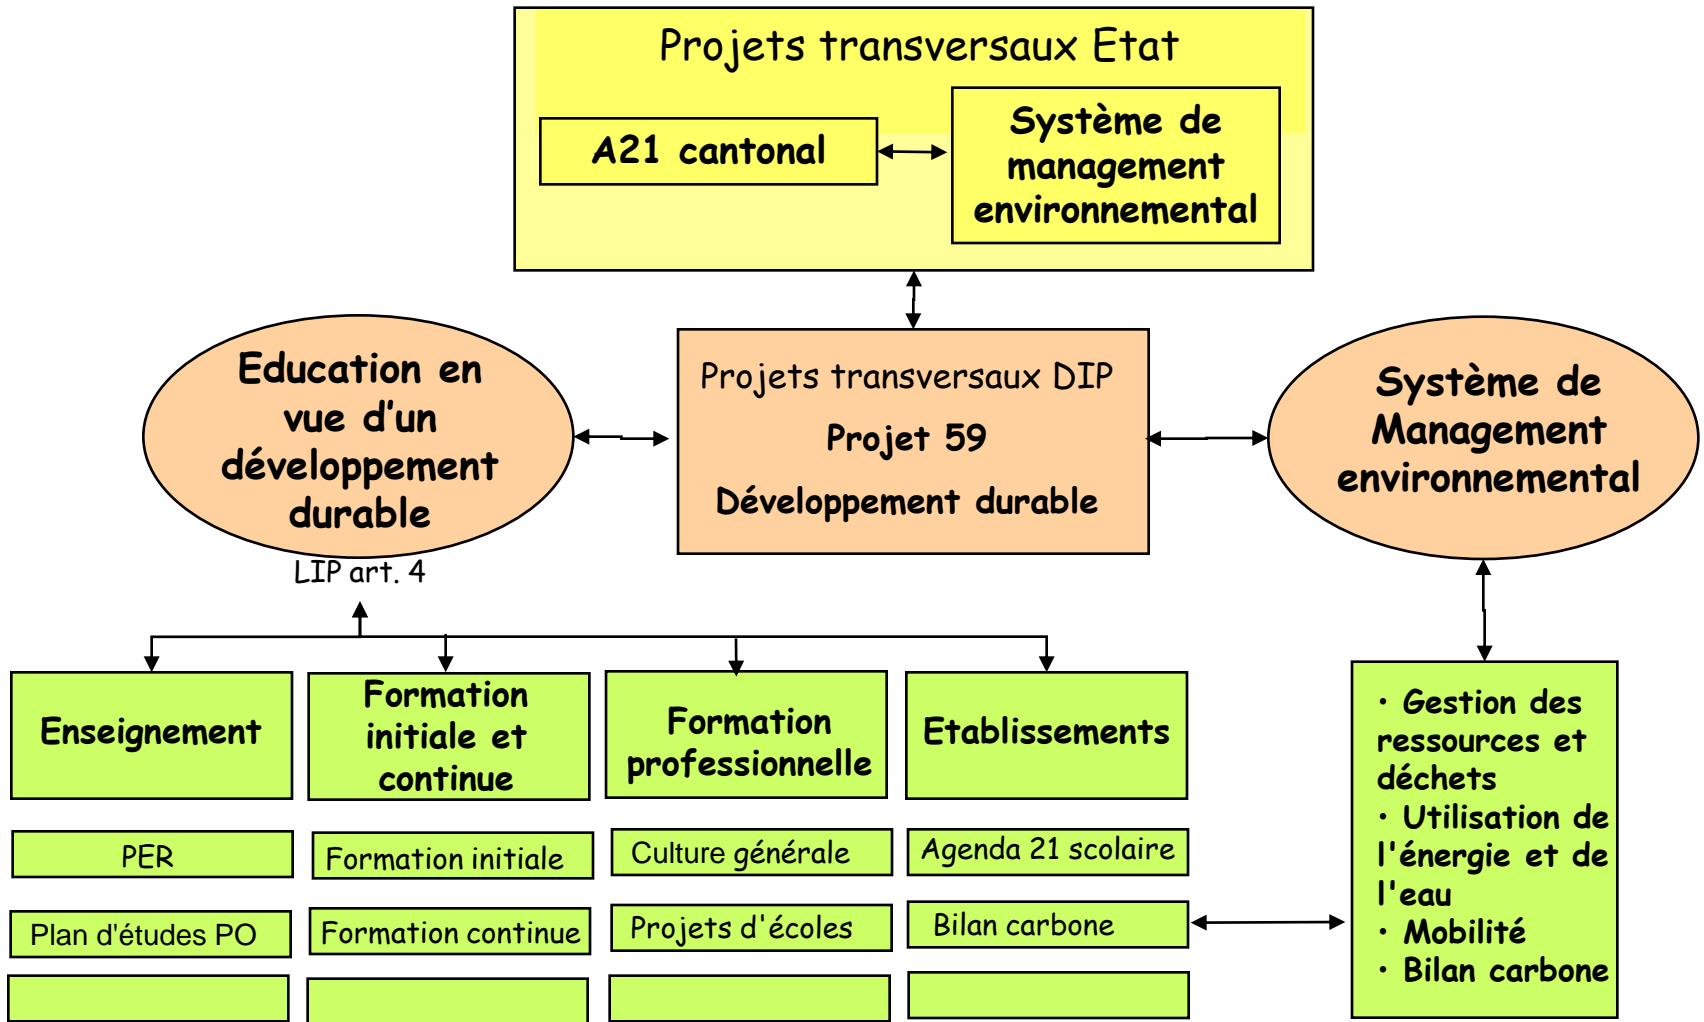 Projets transversaux Etat
A21 cantonal
Système de
management
environnemental
Education en
vue d'un
développement
durable
LIP art. 4
Projets transversaux DIP
Projet 59
Développement durable
Système de
Management
environnemental
Enseignement
PER
Plan d'études PO
Formation
initiale et
continue
Formation initiale
Formation continue
Formation
professionnelle
Culture générale
Projets d'écoles
Etablissements
Agenda 21 scolaire
Bilan carbone
• Gestion des
ressources et
déchets
• Utilisation de
l'énergie et de
l'eau
• Mobilité
• Bilan carbone